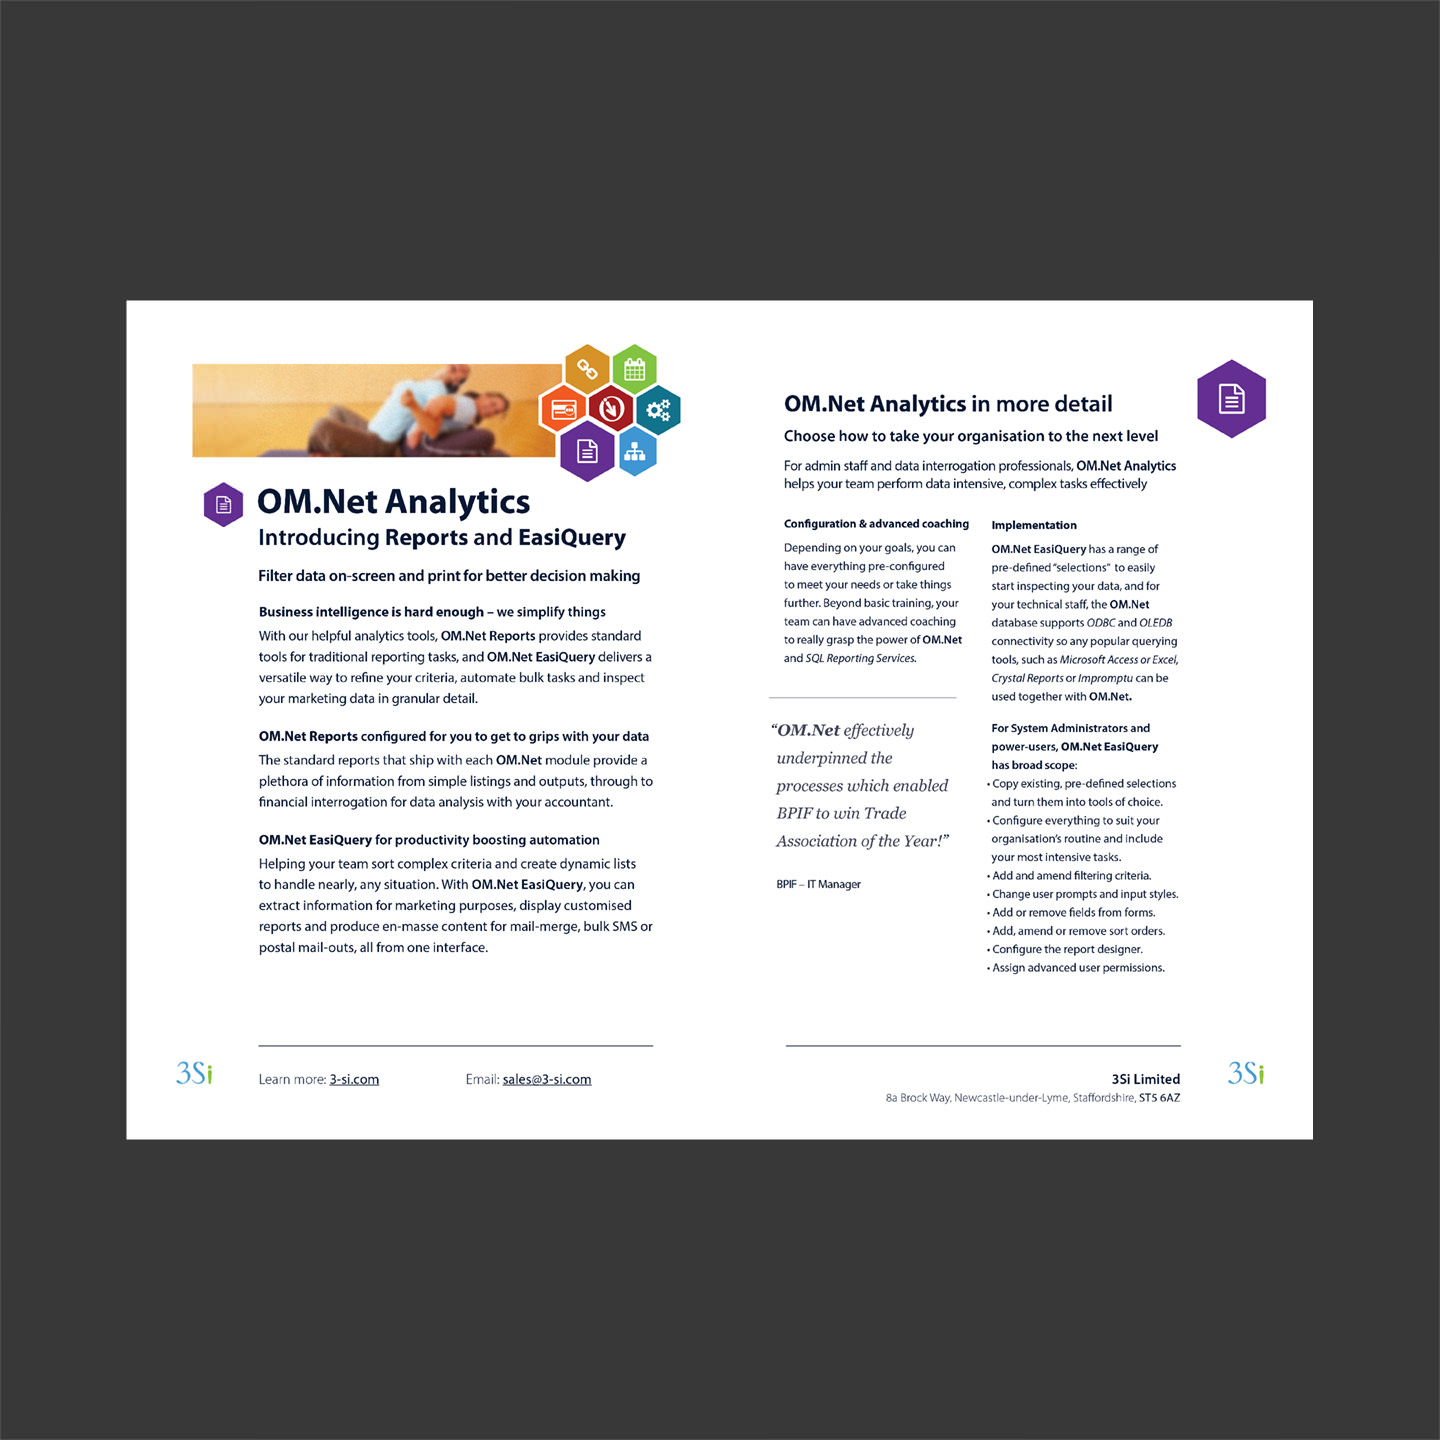 OM.Net Analytics
Introducing Reports and EasiQuery
Filter data on-screen and print for better decision making
Business intelligence is hard enough – we simplify things
With our helpful analytics tools, OM.Net Reports provides standard
tools for traditional reporting tasks, and OM.Net EasiQuery delivers a
versatile way to refine your criteria, automate bulk tasks and inspect
your marketing data in granular detail.
OM.Net Reports configured for you to get to grips with your data
The standard reports that ship with each OM.Net module provide a
plethora of information from simple listings and outputs, through to
financial interrogation for data analysis with your accountant.
OM.Net EasiQuery for productivity boosting automation
Helping your team sort complex criteria and create dynamic lists
to handle nearly, any situation. With OM.Net EasiQuery, you can
extract information for marketing purposes, display customised
reports and produce en-masse content for mail-merge, bulk SMS or
postal mail-outs, all from one interface.
3Si
Learn more: 3-si.com
Email: sales@3-si.com
OM.Net Analytics in more detail
Choose how to take your organisation to the next level
For admin staff and data interrogation professionals, OM.Net Analytics
helps your team perform data intensive, complex tasks effectively
Configuration & advanced coaching
Depending on your goals, you can
have everything pre-configured
to meet your needs or take things
further. Beyond basic training, your
team can have advanced coaching
to really grasp the power of OM.Net
and SQL Reporting Services.
“OM.Net effectively
underpinned the
processes which enabled
BPIF to win Trade
Association of the Year!”
BPIF – IT Manager
Implementation
OM.Net EasiQuery has a range of
pre-defined “selections” to easily
start inspecting your data, and for
your technical staff, the OM.Net
database supports ODBC and OLEDB
connectivity so any popular querying
tools, such as Microsoft Access or Excel,
Crystal Reports or Impromptu can be
used together with OM.Net.
For System Administrators and
power-users, OM.Net EasiQuery
has broad scope:
• Copy existing, pre-defined selections
and turn them into tools of choice.
• Configure everything to suit your
organisation’s routine and include
your most intensive tasks.
• Add and amend filtering criteria.
• Change user prompts and input styles.
• Add or remove fields from forms.
• Add, amend or remove sort orders.
• Configure the report designer.
• Assign advanced user permissions.
3Si Limited
8a Brock Way, Newcastle-under-Lyme, Staffordshire, ST5 6AZ
3Si